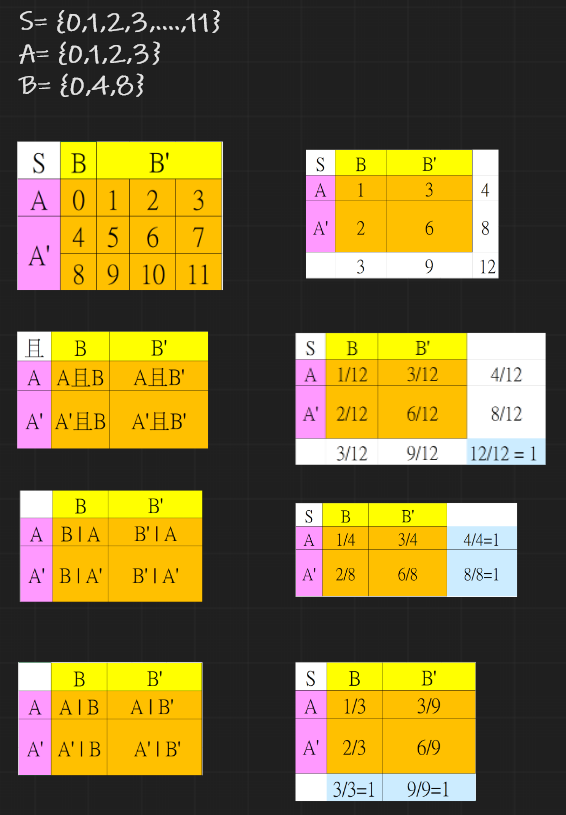 S= {0,1,2,3,....,11}
A= {0,1,2,3}
B= {0,4,8}
S B B'
A 0 1 2 3
A' 4 5 6 7
8 9 10 11
S B B'
A 1 3 4
A' 2 6 8
3 9 12
且 B B'
A A且B A且B'
A' A'且B A'且B'
S B B'
A 1/12 3/12 4/12
A' 2/12 6/12 8/12
3/12 9/12 12/12 = 1
B B'
A B|A B'|A
A' B|A' B'|A'
S B B'
A 1/4 3/4 4/4=1
A' 2/8 6/8 8/8=1
B B'
A A|B A|B'
A' A'|B A'|B'
S B B'
A 1/3 3/9
A' 2/3 6/9
3/3=1 9/9=1